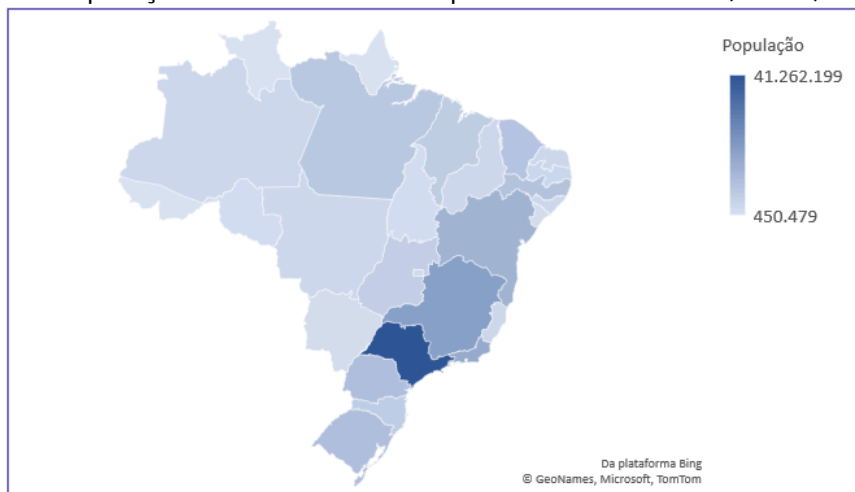 População
41.262.199
450.479
Da plataforma Bing
© GeoNames, Microsoft, TomTom